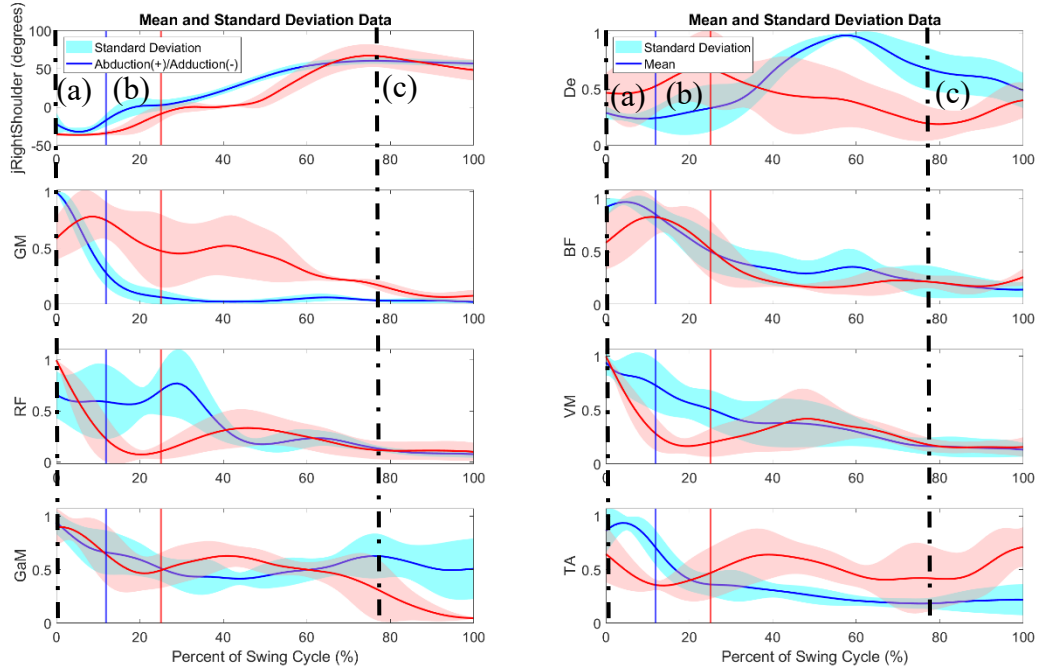 Mean and Standard Deviation Data
jRightShoulder (degrees)
100
50
0
-50
Standard Deviation
Abduction(+)/Adduction(-)
(a) (b) (c)
0 20 40 60 80 100
GM
1
0.5
0
0 20 40 60 80 100
RF
1
0.5
0
0 20 40 60 80 100
GaM
1
0.5
0
0 20 40 60 80 100
Percent of Swing Cycle (%)
Mean and Standard Deviation Data
De
1
0.5
0
Standard Deviation
Mean
(a) (b) (c)
0 20 40 60 80 100
BF
1
0.5
0
0 20 40 60 80 100
VM
1
0.5
0
0 20 40 60 80 100
TA
1
0.5
0
0 20 40 60 80 100
Percent of Swing Cycle (%)